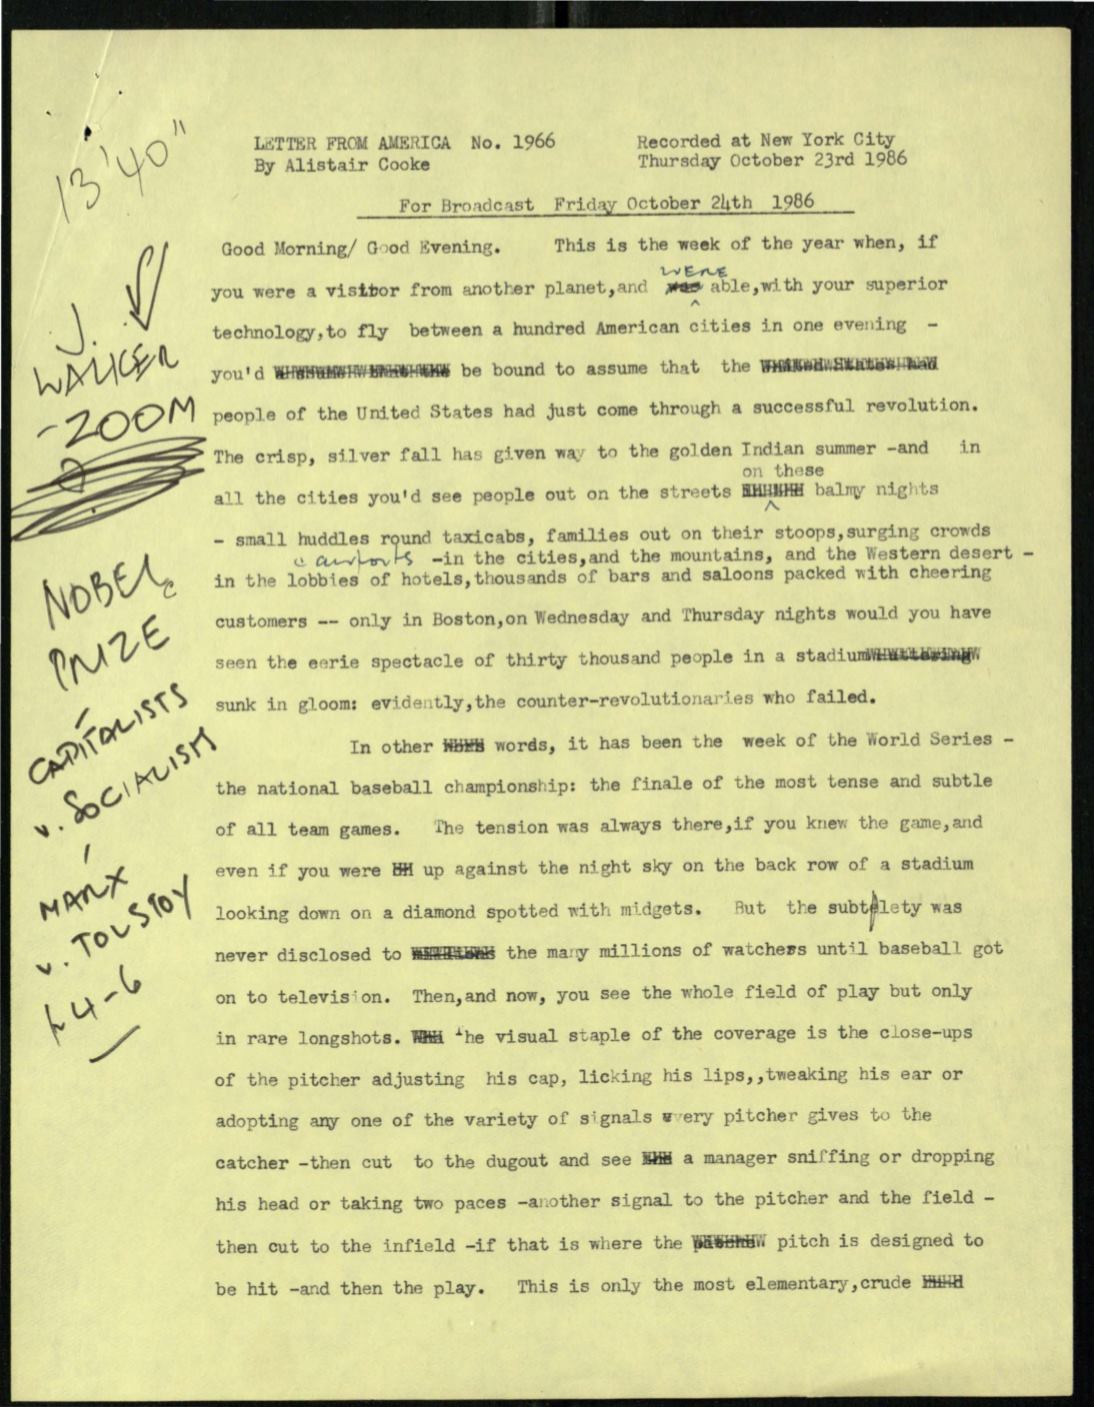 13'40"
J.
WALKER
-ZOOM
NOBEL
PRIZE
-
CAPITALISTS
v. SOCIALISM
-
MARX
v. TOLSTOY
4-6
LETTER FROM AMERICA No. 1966
By Alistair Cooke
Recorded at New York City
Thursday October 23rd 1986
For Broadcast Friday October 24th 1986
Good Morning/ Good Evening. This is the week of the year when, if
WERE
you were a visitor from another planet,and was able,with your superior
technology,to fly between a hundred American cities in one evening -
you'd be bound to assume that the United States had
people of the United States had just come through a successful revolution.
The crisp, silver fall has given way to the golden Indian summer -and in
on these
all the cities you'd see people out on the streets balmy nights
- small huddles round taxicabs, families out on their stoops,surging crowds
airports -in the cities,and the mountains, and the Western desert -
in the lobbies of hotels,thousands of bars and saloons packed with cheering
customers -- only in Boston,on Wednesday and Thursday nights would you have
seen the eerie spectacle of thirty thousand people in a stadium
sunk in gloom: evidently,the counter-revolutionaries who failed.
In other words, it has been the week of the World Series -
the national baseball championship: the finale of the most tense and subtle
of all team games. The tension was always there,if you knew the game,and
even if you were up against the night sky on the back row of a stadium
looking down on a diamond spotted with midgets. But the subtlety was
never disclosed to the many millions of watchers until baseball got
on to television. Then,and now, you see the whole field of play but only
in rare longshots. The visual staple of the coverage is the close-ups
of the pitcher adjusting his cap, licking his lips,,tweaking his ear or
adopting any one of the variety of signals every pitcher gives to the
catcher -then cut to the dugout and see a manager sniffing or dropping
his head or taking two paces -another signal to the pitcher and the field -
then cut to the infield -if that is where the pitch is designed to
be hit -and then the play. This is only the most elementary,crude